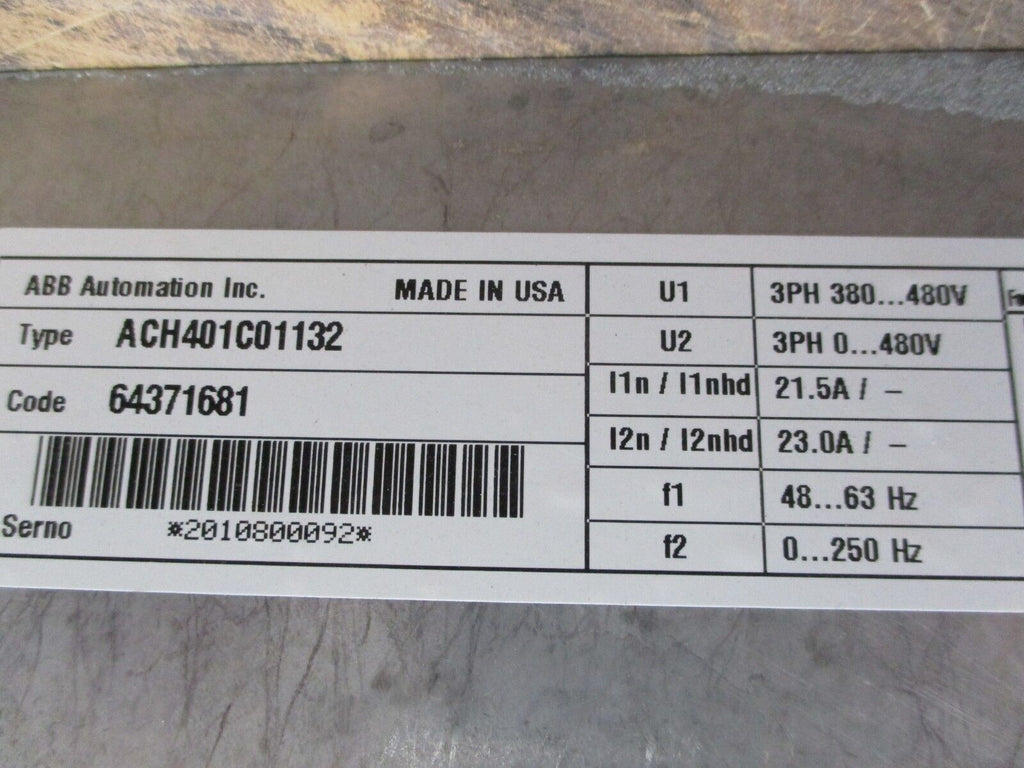 ABB Automation Inc. MADE IN USA
Type ACH401C01132
Code 64371681
Serno *2010800092*
U1 3PH 380...480V
U2 3PH 0...480V
I1n / I1nhd 21.5A / –
I2n / I2nhd 23.0A / –
f1 48...63 Hz
f2 0...250 Hz